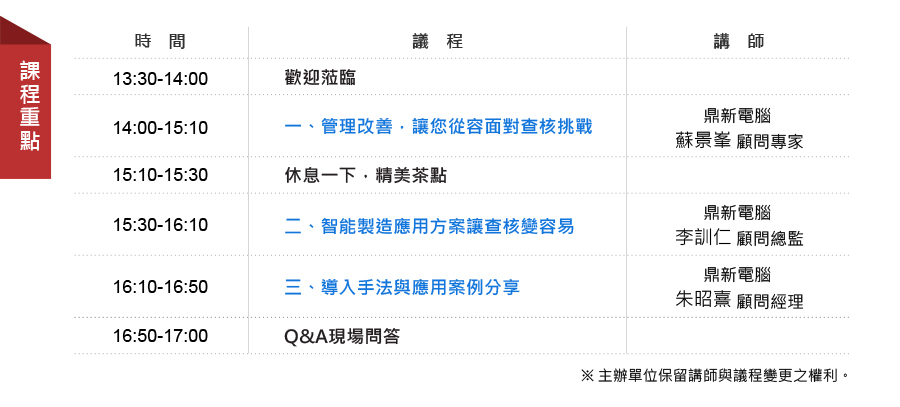 課程重點
時 間 議 程 講 師
13:30-14:00 歡迎蒞臨
14:00-15:10 一、管理改善，讓您從容面對查核挑戰 鼎新電腦
蘇景峯 顧問專家
15:10-15:30 休息一下，精美茶點
15:30-16:10 二、智能製造應用方案讓查核變容易 鼎新電腦
李訓仁 顧問總監
16:10-16:50 三、導入手法與應用案例分享 鼎新電腦
朱昭熹 顧問經理
16:50-17:00 Q&A現場問答
※ 主辦單位保留講師與議程變更之權利。